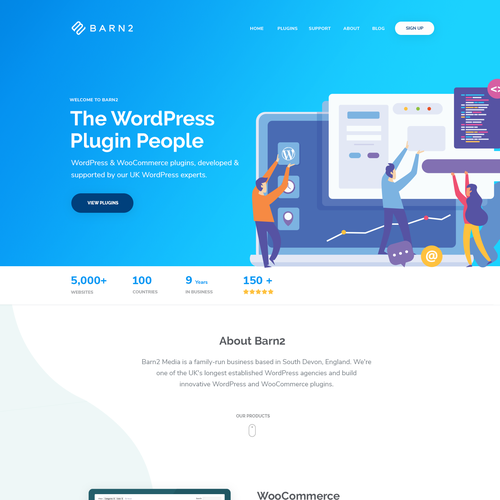 BARN2
HOME PLUGINS SUPPORT ABOUT BLOG SIGN UP
WELCOME TO BARN2
The WordPress
Plugin People
WordPress & WooCommerce plugins, developed &
supported by our UK WordPress experts.
VIEW PLUGINS
5,000+ 100 9 Years 150 +
WEBSITES COUNTRIES IN BUSINESS
About Barn2
Barn2 Media is a family-run business based in South Devon, England. We're
one of the UK's longest established WordPress agencies and build
innovative WordPress and WooCommerce plugins.
OUR PRODUCTS
WooCommerce